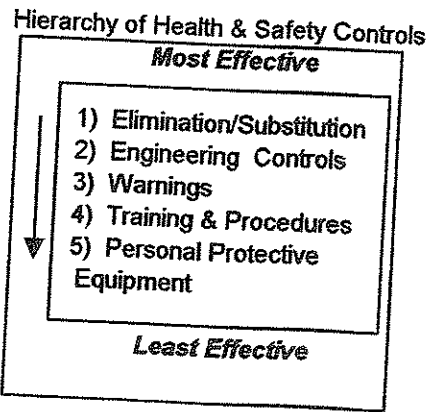 Hierarchy of Health & Safety Controls
Most Effective
1) Elimination/Substitution
2) Engineering Controls
3) Warnings
4) Training & Procedures
5) Personal Protective
Equipment
Least Effective